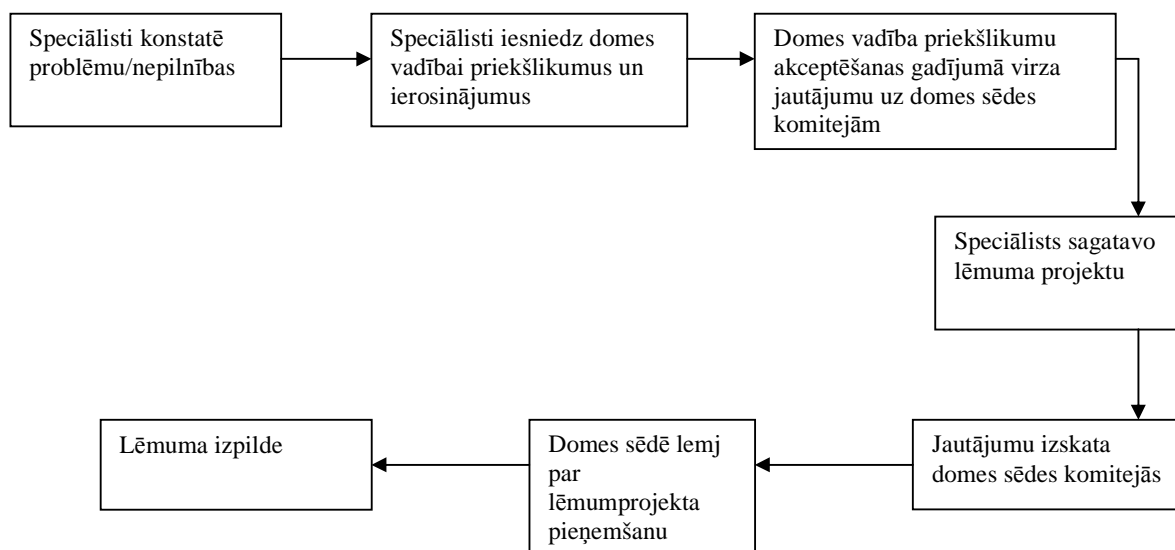 Speciālisti konstatē
problēmu/nepilnības
Speciālisti iesniedz domes
vadībai priekšlikumus un
ierosinājumus
Domes vadība priekšlikumu
akceptēšanas gadījumā virza
jautājumu uz domes sēdes
komitejām
Speciālists sagatavo
lēmuma projektu
Jautājumu izskata
domes sēdes komitejās
Domes sēdē lemj
par
lēmumprojekta
pieņemšanu
Lēmuma izpilde